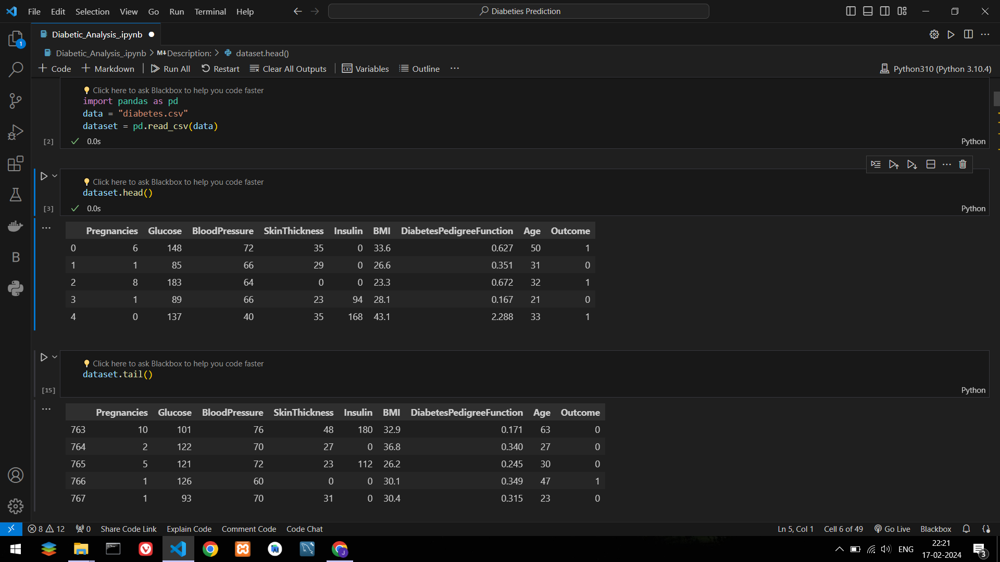 File Edit Selection View Go Run Terminal Help Diabeties Prediction
1
Diabetic_Analysis_.ipynb
Diabetic_Analysis_.ipynb > M↓Description: > dataset.head()
+ Code + Markdown Run All Restart Clear All Outputs Variables Outline ··· Python310 (Python 3.10.4)
Click here to ask Blackbox to help you code faster
import pandas as pd
data = "diabetes.csv"
dataset = pd.read_csv(data)
[2] ✓ 0.0s Python
Click here to ask Blackbox to help you code faster
dataset.head()
[3] ✓ 0.0s Python
Pregnancies Glucose BloodPressure SkinThickness Insulin BMI DiabetesPedigreeFunction Age Outcome
0 6 148 72 35 0 33.6 0.627 50 1
1 1 85 66 29 0 26.6 0.351 31 0
2 8 183 64 0 0 23.3 0.672 32 1
3 1 89 66 23 94 28.1 0.167 21 0
4 0 137 40 35 168 43.1 2.288 33 1
B
Click here to ask Blackbox to help you code faster
dataset.tail()
[15] Python
Pregnancies Glucose BloodPressure SkinThickness Insulin BMI DiabetesPedigreeFunction Age Outcome
763 10 101 76 48 180 32.9 0.171 63 0
764 2 122 70 27 0 36.8 0.340 27 0
765 5 121 72 23 112 26.2 0.245 30 0
766 1 126 60 0 0 30.1 0.349 47 1
767 1 93 70 31 0 30.4 0.315 23 0
8 12 0 Share Code Link Explain Code Comment Code Code Chat Ln 5, Col 1 Cell 6 of 49 Go Live Blackbox
ENG 22:21
17-02-2024 3